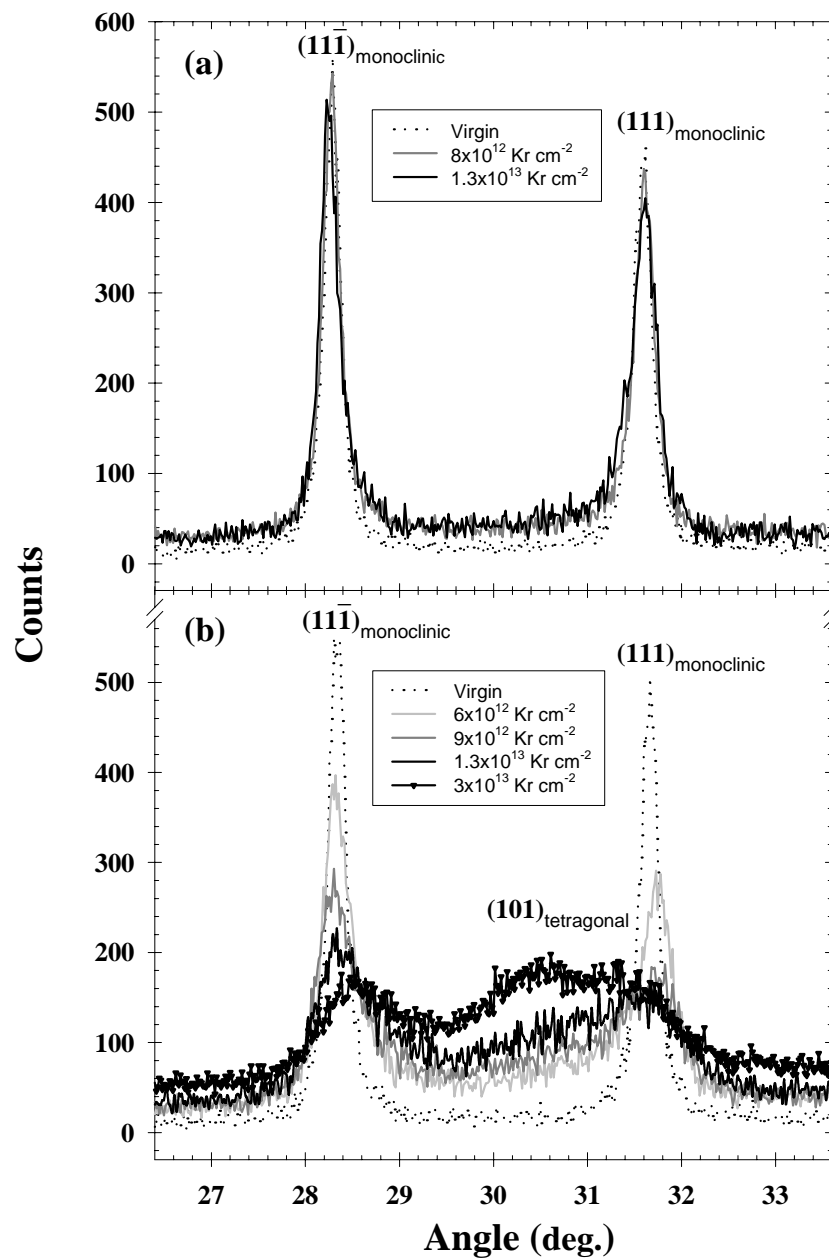 600
(a)
(11̅1̅)monoclinic
(111)monoclinic
Virgin
8x10¹² Kr cm⁻²
1.3x10¹³ Kr cm⁻²
500
400
300
200
100
0
Counts
(b)
(111̅)monoclinic
(111)monoclinic
Virgin
6x10¹² Kr cm⁻²
9x10¹² Kr cm⁻²
1.3x10¹³ Kr cm⁻²
3x10¹³ Kr cm⁻²
(101)tetragonal
500
400
300
200
100
0
27 28 29 30 31 32 33
Angle (deg.)